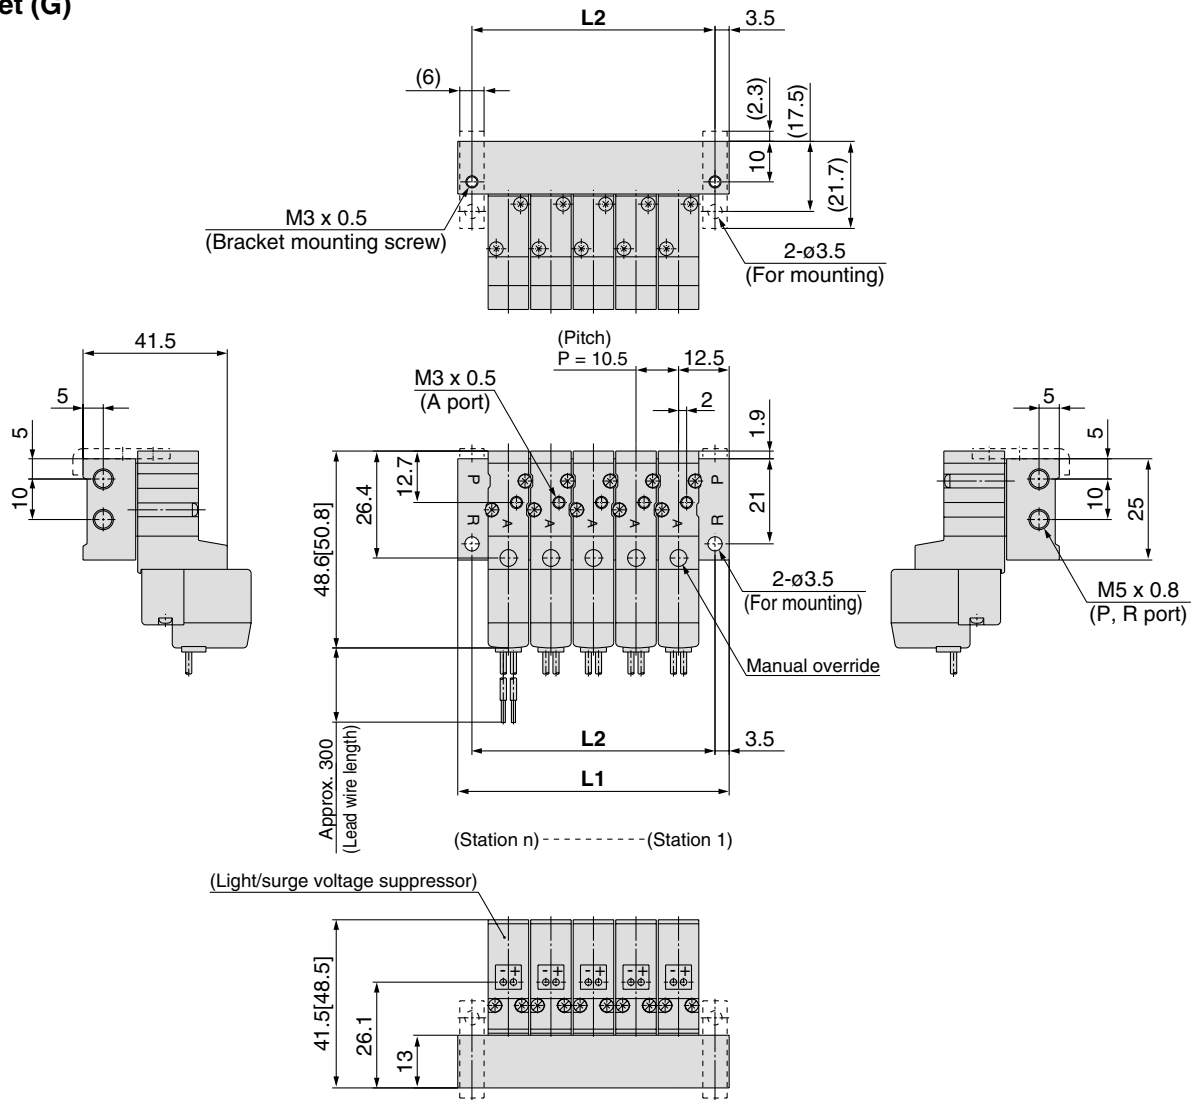 et (G)
L2
3.5
(6)
(2.3)
(17.5)
10
(21.7)
M3 x 0.5
(Bracket mounting screw)
2-ø3.5
(For mounting)
41.5
5
5
10
(Pitch)
P = 10.5
12.5
M3 x 0.5
(A port)
2
1.9
12.7
26.4
48.6[50.8]
P
R
A
A
A
A
A
P
R
21
2-ø3.5
(For mounting)
Manual override
5
5
10
25
M5 x 0.8
(P, R port)
L2
3.5
L1
Approx. 300
(Lead wire length)
(Station n)
(Station 1)
(Light/surge voltage suppressor)
- +
- +
- +
- +
- +
41.5[48.5]
26.1
13